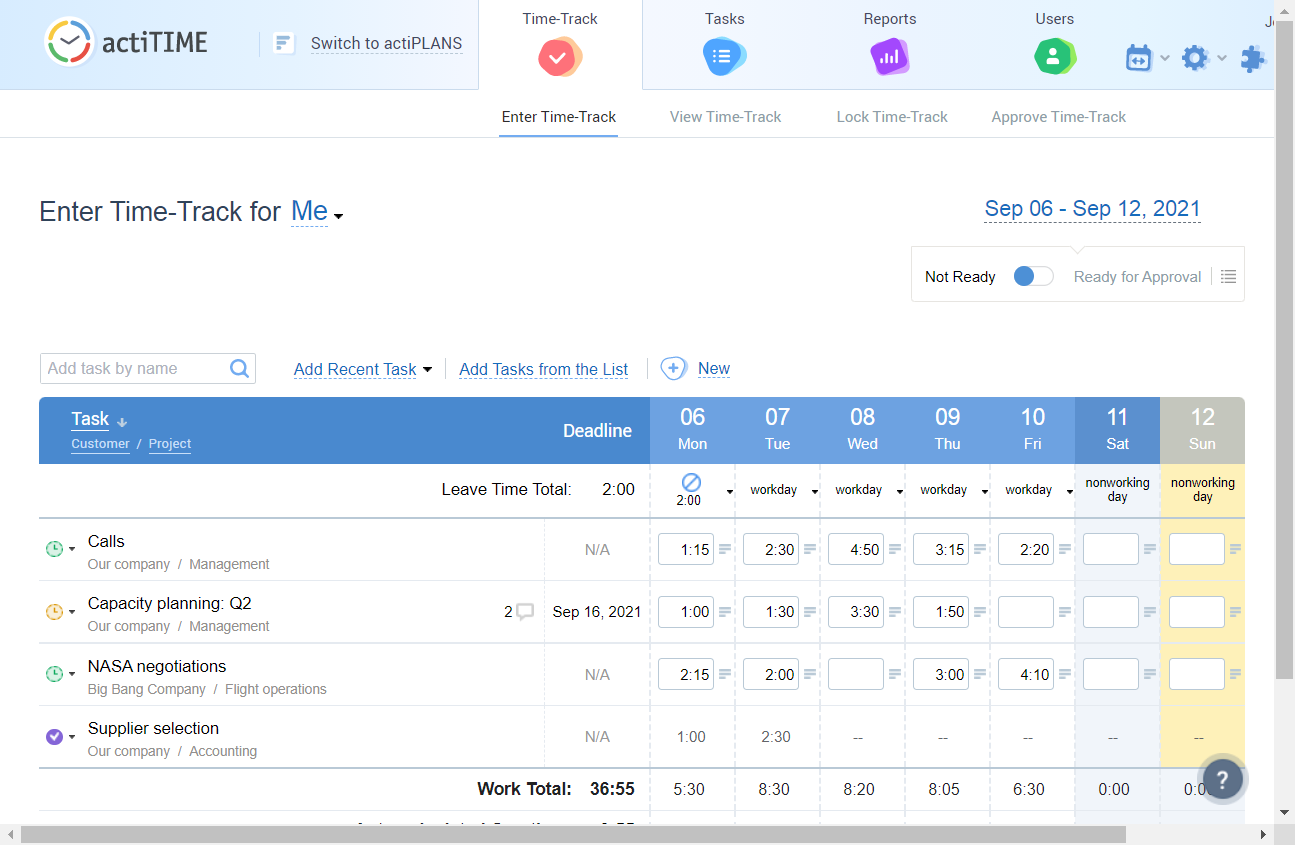 actiTIME
Switch to actiPLANS
Time-Track
Tasks
Reports
Users
Enter Time-Track
View Time-Track
Lock Time-Track
Approve Time-Track
Enter Time-Track for Me
Sep 06 - Sep 12, 2021
Not Ready
Ready for Approval
Add task by name
Add Recent Task
Add Tasks from the List
New
Task
Customer / Project
Deadline
06 07 08 09 10 11 12
Mon Tue Wed Thu Fri Sat Sun
Leave Time Total: 2:00
2:00 workday workday workday workday nonworking day nonworking day
Calls
Our company / Management
N/A 1:15 2:30 4:50 3:15 2:20
Capacity planning: Q2
Our company / Management
2 Sep 16, 2021 1:00 1:30 3:30 1:50
NASA negotiations
Big Bang Company / Flight operations
N/A 2:15 2:00 3:00 4:10
Supplier selection
Our company / Accounting
N/A 1:00 2:30 -- -- -- -- --
Work Total: 36:55 5:30 8:30 8:20 8:05 6:30 0:00
?